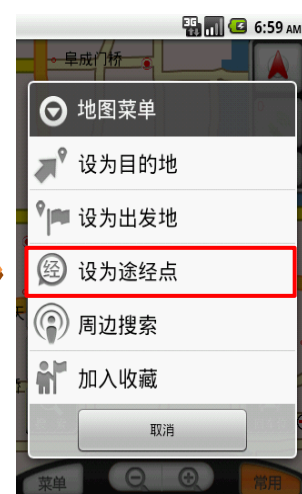 3G 6:59 AM
阜成门桥
地图菜单
设为目的地
设为出发地
经 设为途经点
周边搜索
加入收藏
取消
菜单 常用